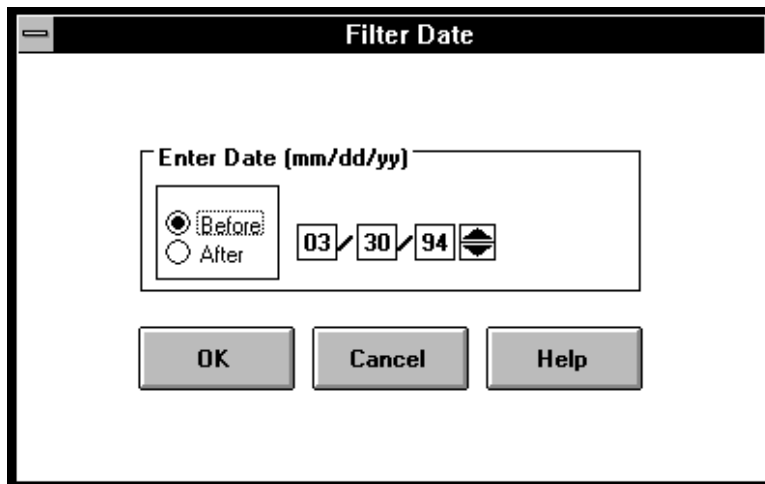 Filter Date
Enter Date (mm/dd/yy)
Before
After
03/30/94
OK Cancel Help